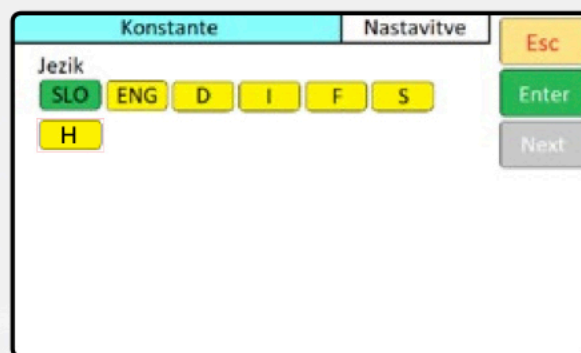 Konstante Nastavitve
Esc
Jezik
SLO ENG D I F S
Enter
H
Next